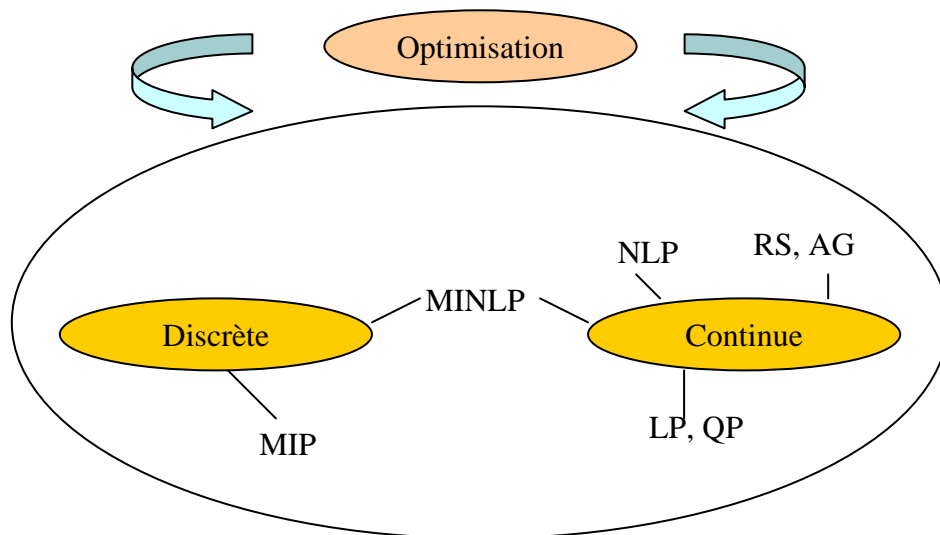 Optimisation
NLP
RS, AG
MINLP
Discrète
Continue
LP, QP
MIP